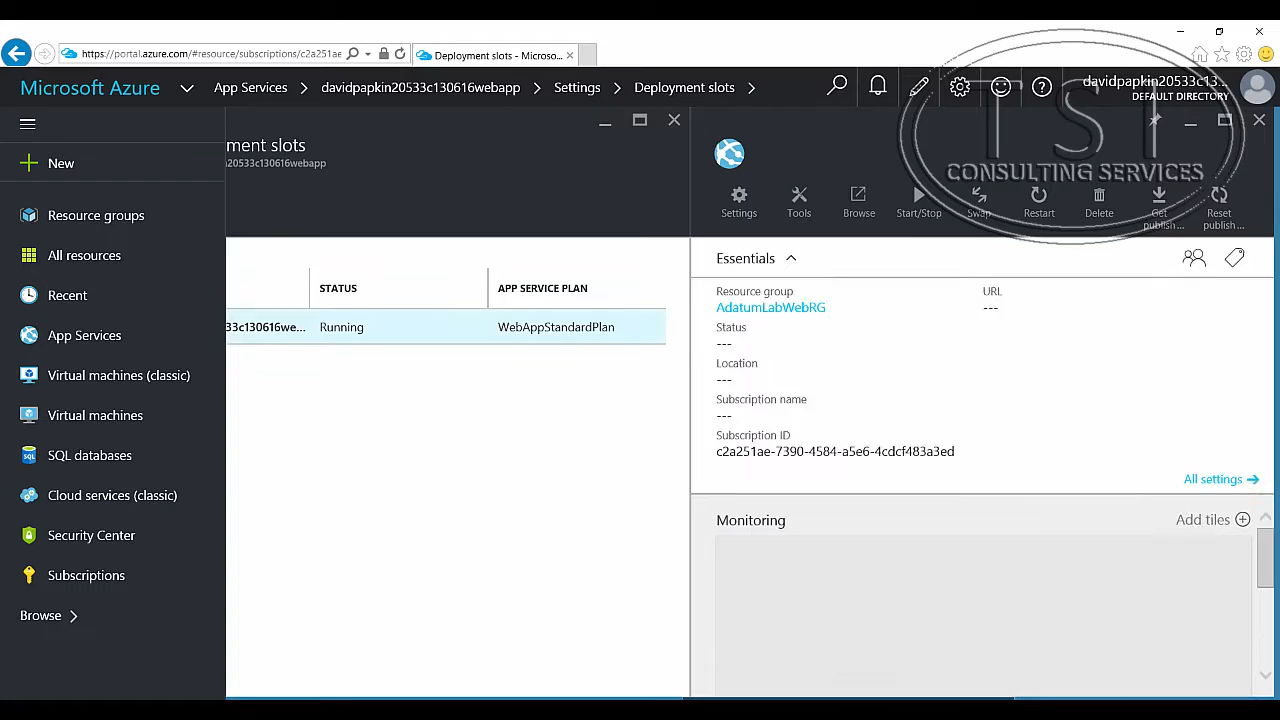 https://portal.azure.com/#resource/subscriptions/c2a251ae
Deployment slots - Microso...
Microsoft Azure
App Services
davidpapkin20533c130616webapp
Settings
Deployment slots
davidpapkin20533c13...
DEFAULT DIRECTORY
TST
CONSULTING SERVICES
New
Resource groups
All resources
Recent
App Services
Virtual machines (classic)
Virtual machines
SQL databases
Cloud services (classic)
Security Center
Subscriptions
Browse
ment slots
20533c130616webapp
STATUS
APP SERVICE PLAN
33c130616we...
Running
WebAppStandardPlan
Settings
Tools
Browse
Start/Stop
Swap
Restart
Delete
Get publish...
Reset publish...
Essentials
Resource group
AdatumLabWebRG
URL
---
Status
---
Location
---
Subscription name
---
Subscription ID
c2a251ae-7390-4584-a5e6-4cdcf483a3ed
All settings
Monitoring
Add tiles